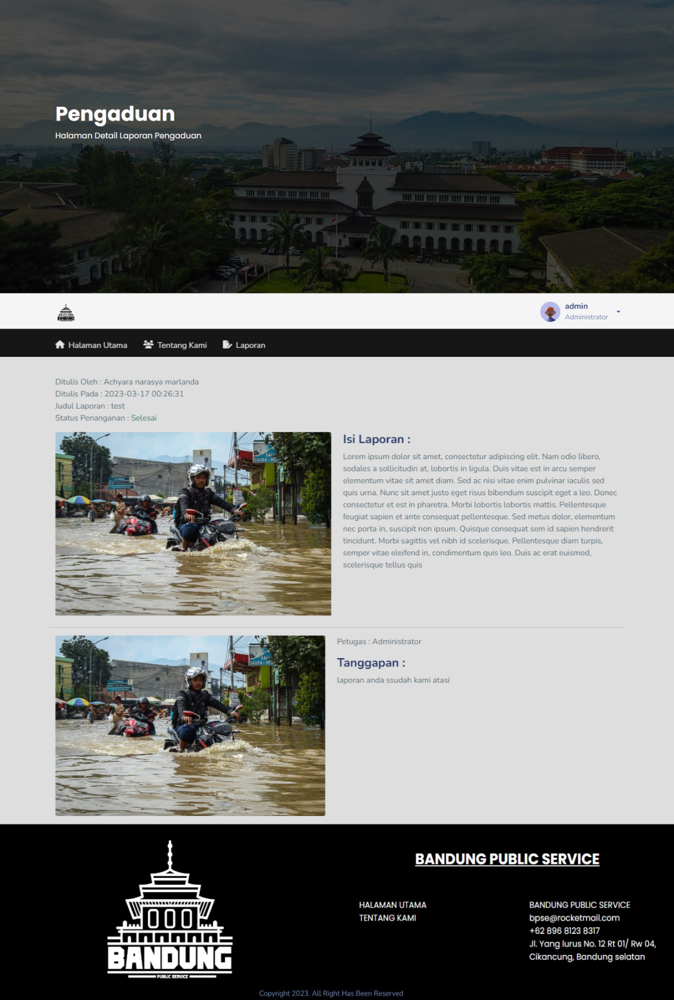 Pengaduan
Halaman Detail Laporan Pengaduan
YAHYA
BANDUNG
admin
Administrator
Halaman Utama
Tentang Kami
Laporan
Ditulis Oleh : Achyara narasya marlanda
Ditulis Pada : 2023-03-17 00:26:31
Judul Laporan : test
Status Penanganan : Selesai
Isi Laporan :
Lorem ipsum dolor sit amet, consectetur adipiscing elit. Nam odio libero,
sodales a sollicitudin at, lobortis in ligula. Duis vitae est in arcu semper
elementum vitae sit amet diam. Sed ac nisi vitae enim pulvinar iaculis sed
quis urna. Nunc sit amet justo eget risus bibendum suscipit eget a leo. Donec
consectetur et est in pharetra. Morbi lobortis lobortis mattis. Pellentesque
feugiat sapien et ante consequat pellentesque. Sed metus dolor, elementum
nec porta in, suscipit non ipsum. Quisque consequat sem id sapien hendrerit
tincidunt. Morbi sagittis vel nibh id scelerisque. Pellentesque diam turpis,
semper vitae eleifend in, condimentum quis leo. Duis ac erat euismod,
scelerisque tellus quis
Petugas : Administrator
Tanggapan :
laporan anda ssudah kami atasi
BANDUNG
PUBLIC SERVICE
BANDUNG PUBLIC SERVICE
HALAMAN UTAMA
TENTANG KAMI
BANDUNG PUBLIC SERVICE
bpse@rocketmail.com
+62 896 8123 8317
Jl. Yang lurus No. 12 Rt 01/ Rw 04,
Cikancung, Bandung selatan
Copyright 2023. All Right Has Been Reserved